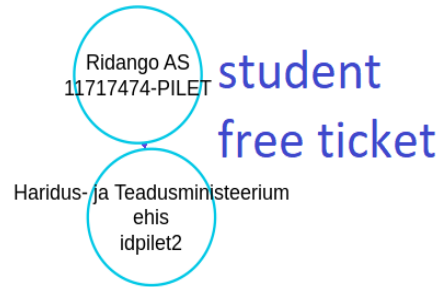 Ridango AS
11717474-PILET
student
free ticket
Haridus- ja Teadusministeerium
ehis
idpilet2